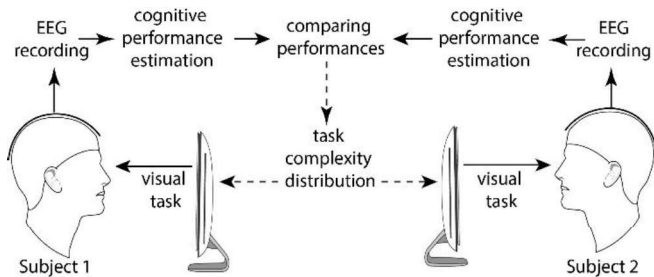 EEG
recording
cognitive
performance
estimation
comparing
performances
cognitive
performance
estimation
EEG
recording
task
complexity
distribution
visual
task
visual
task
Subject 1
Subject 2